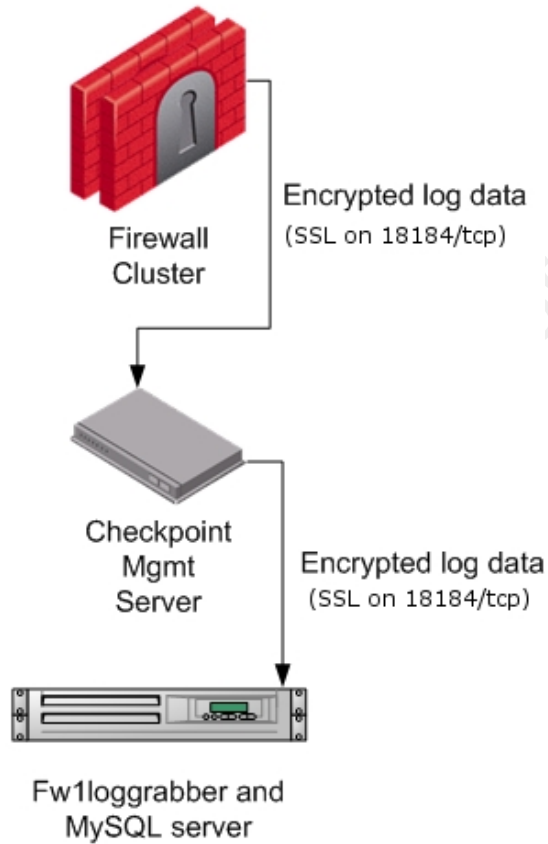 Encrypted log data
(SSL on 18184/tcp)
Firewall
Cluster
Checkpoint
Mgmt
Server
Encrypted log data
(SSL on 18184/tcp)
Fw1loggrabber and
MySQL server